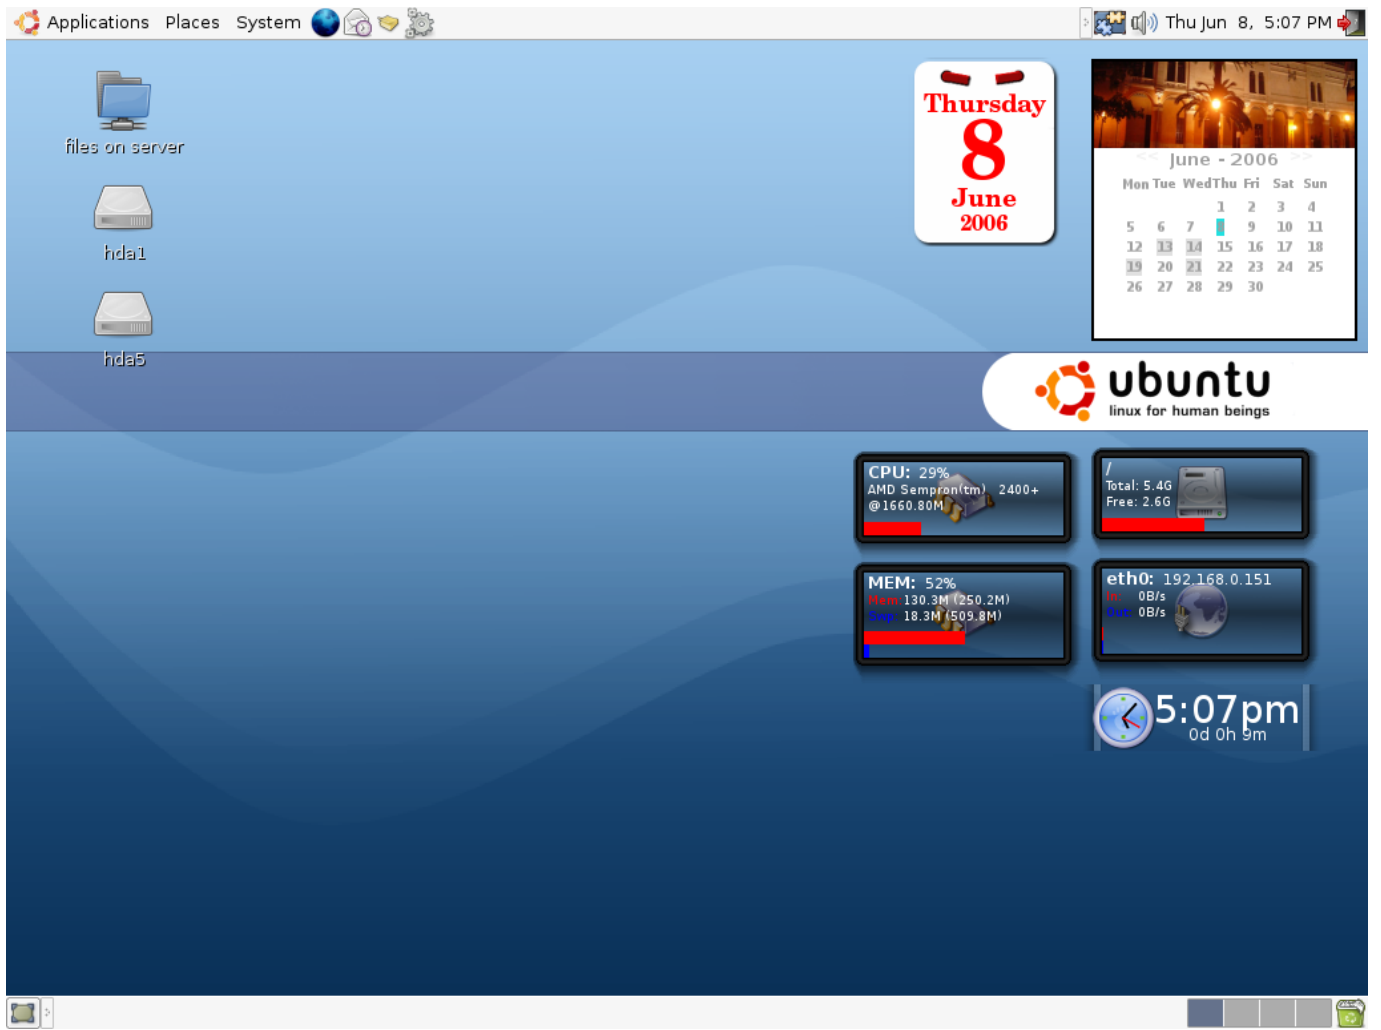 Applications Places System
Thu Jun 8, 5:07 PM
files on server
hda1
hda5
Thursday
8
June
2006
<< June - 2006 >>
Mon Tue Wed Thu Fri Sat Sun
1 2 3 4
5 6 7 8 9 10 11
12 13 14 15 16 17 18
19 20 21 22 23 24 25
26 27 28 29 30
ubuntu
linux for human beings
CPU: 29%
AMD Sempron(tm) 2400+
@1660.80M
/
Total: 5.4G
Free: 2.6G
MEM: 52%
Mem: 130.3M (250.2M)
Swp: 18.3M (509.8M)
eth0: 192.168.0.151
In: 0B/s
Out: 0B/s
5:07pm
0d 0h 9m